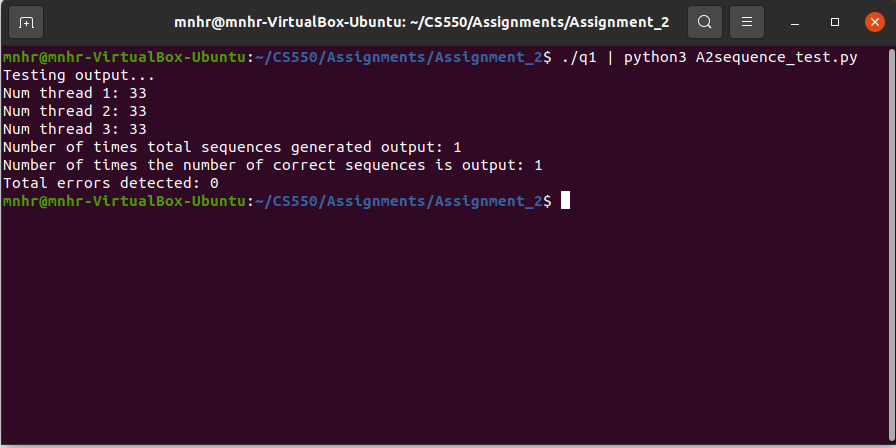 mnhr@mnhr-VirtualBox-Ubuntu: ~/CS550/Assignments/Assignment_2
mnhr@mnhr-VirtualBox-Ubuntu:~/CS550/Assignments/Assignment_2$ ./q1 | python3 A2sequence_test.py
Testing output...
Num thread 1: 33
Num thread 2: 33
Num thread 3: 33
Number of times total sequences generated output: 1
Number of times the number of correct sequences is output: 1
Total errors detected: 0
mnhr@mnhr-VirtualBox-Ubuntu:~/CS550/Assignments/Assignment_2$